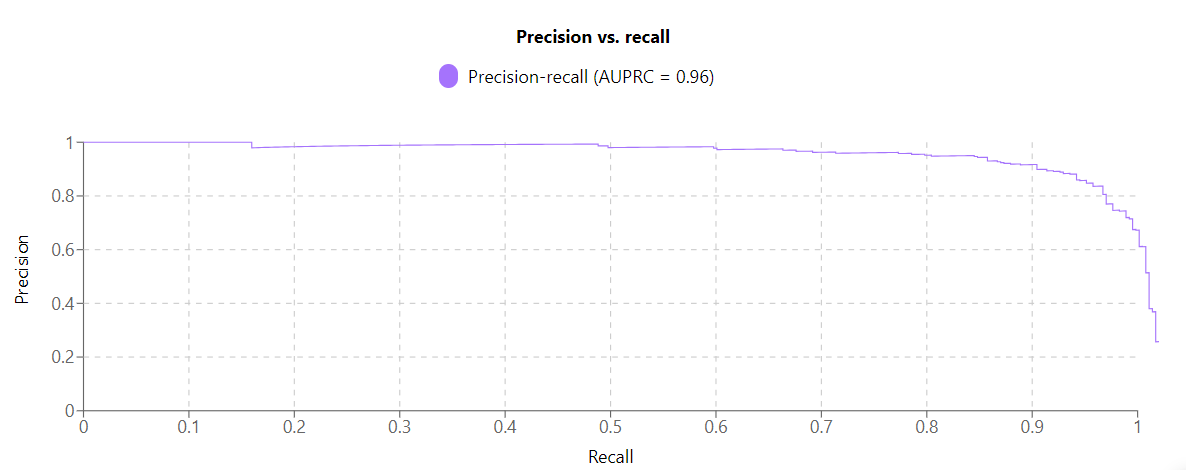 Precision vs. recall
Precision-recall (AUPRC = 0.96)
1
0.8
0.6
0.4
0.2
0
Precision
0 0.1 0.2 0.3 0.4 0.5 0.6 0.7 0.8 0.9 1
Recall